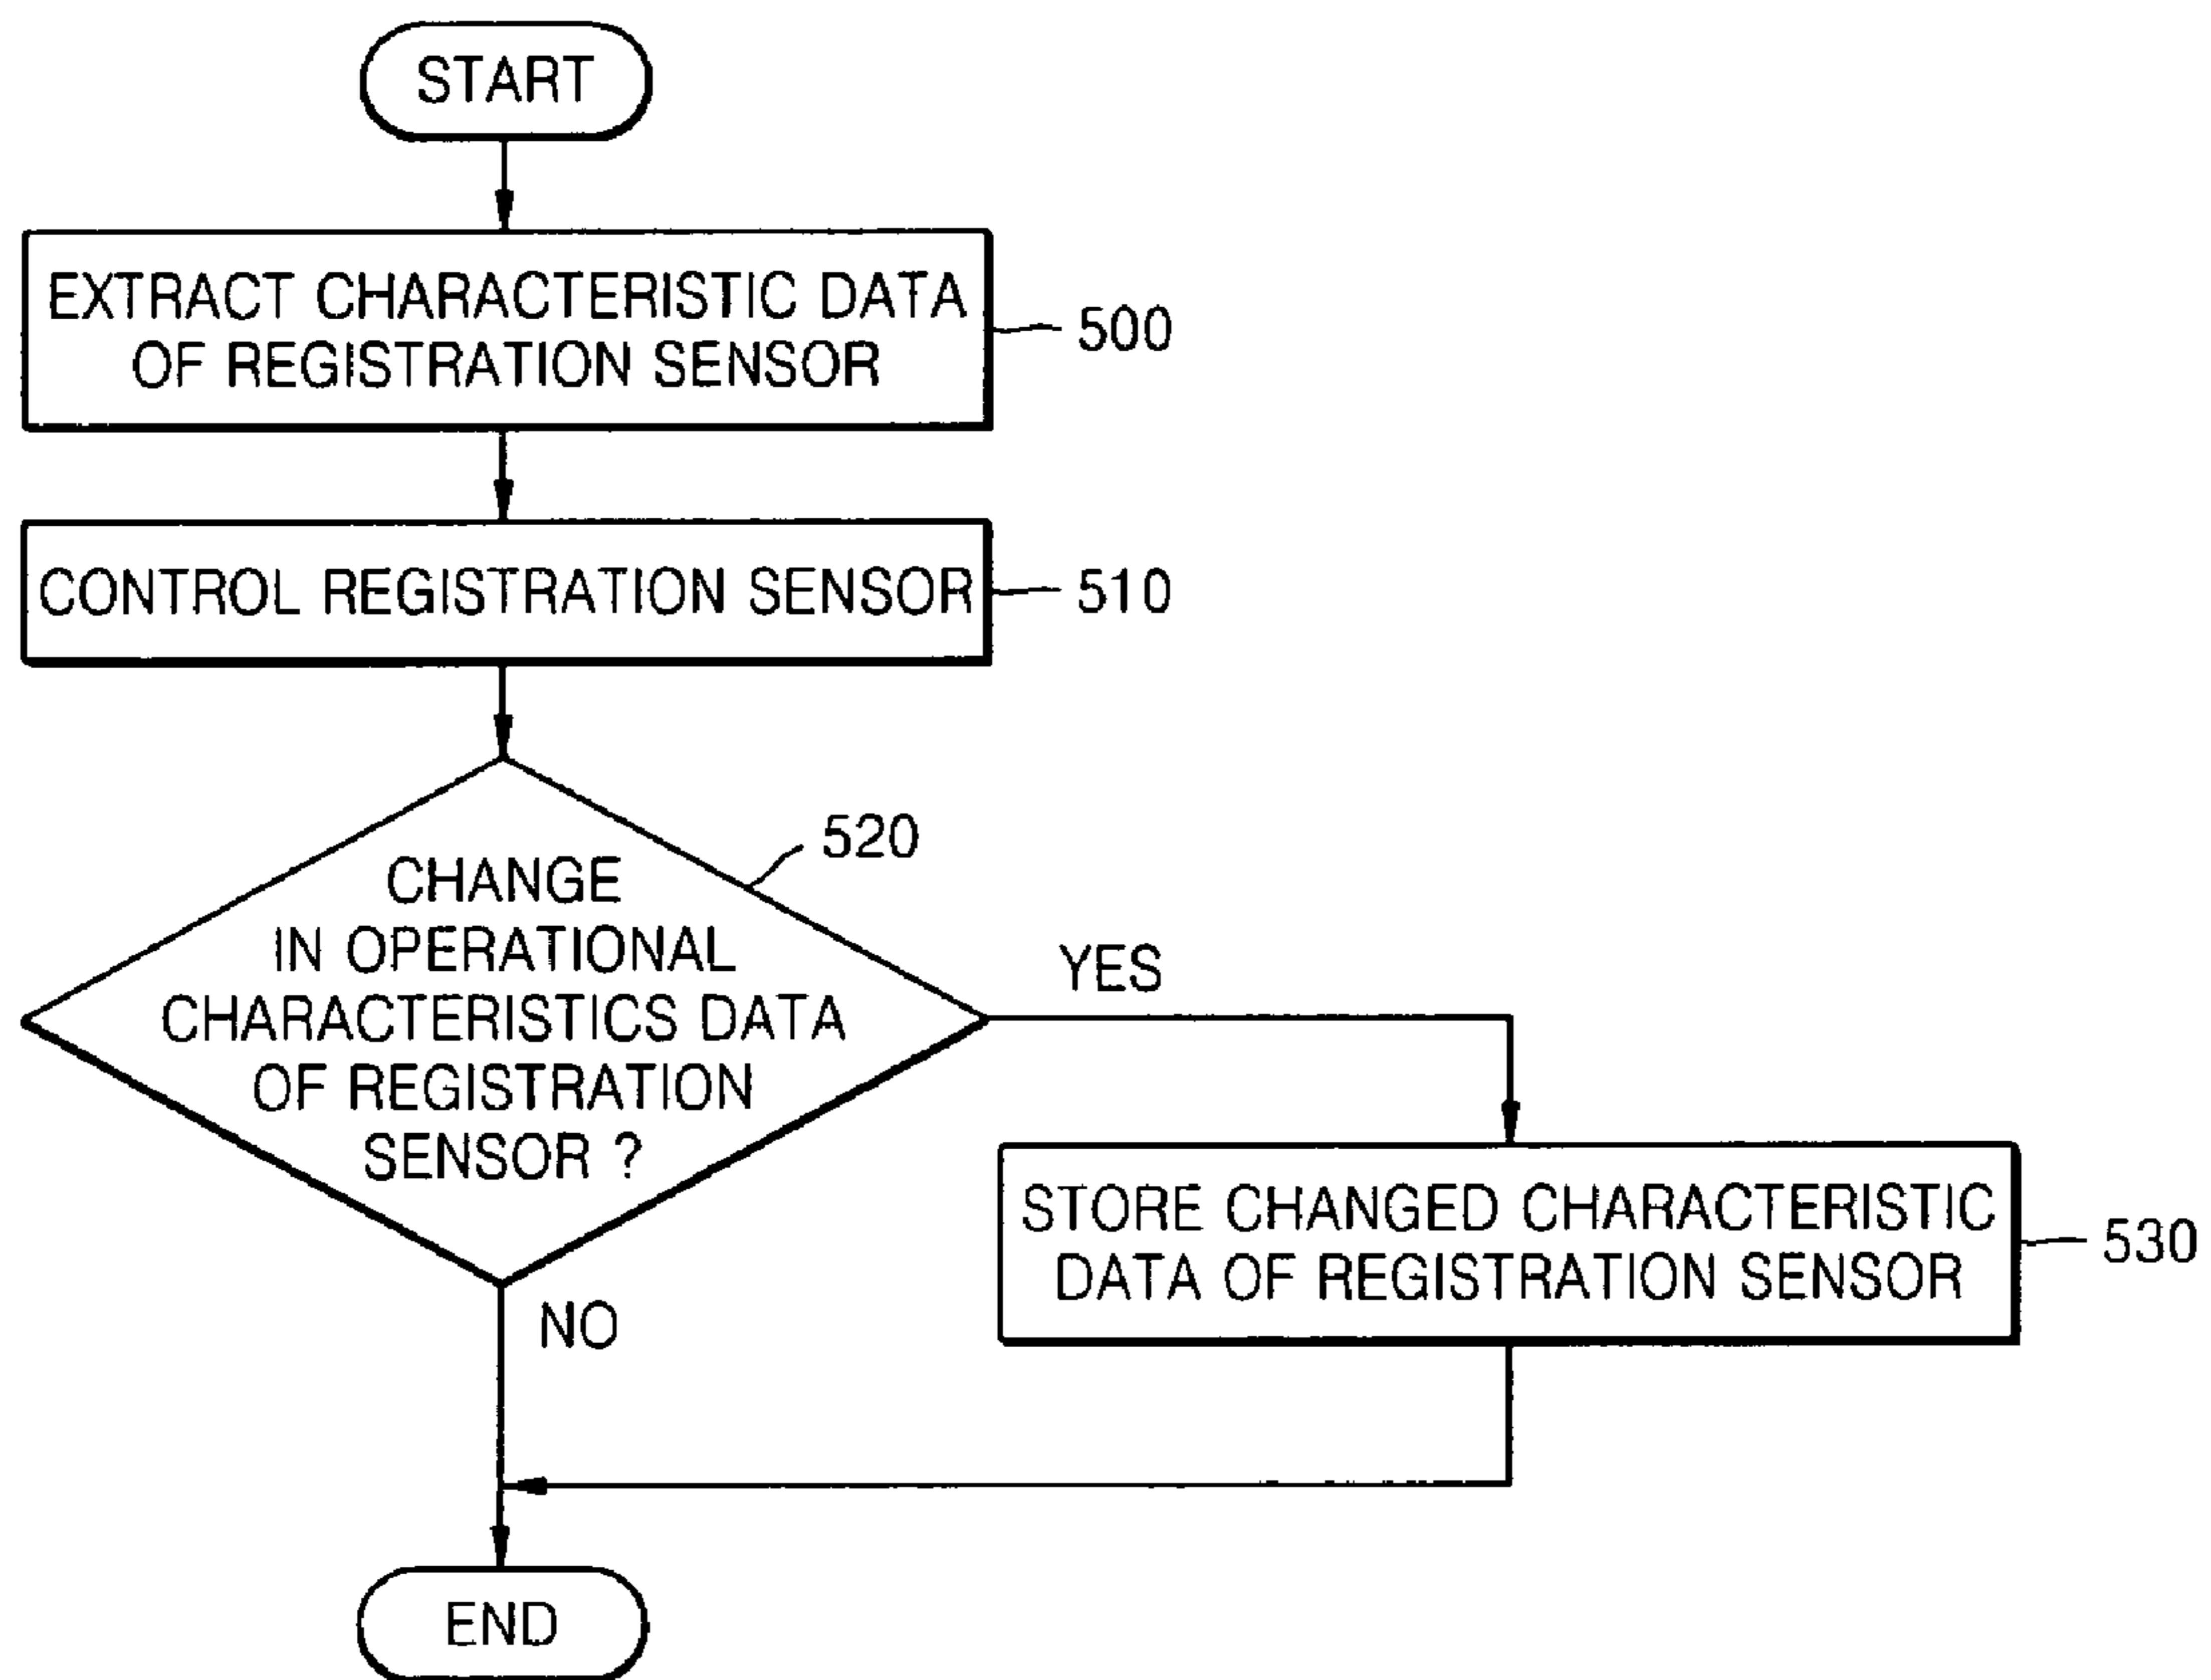 START
EXTRACT CHARACTERISTIC DATA
OF REGISTRATION SENSOR
500
CONTROL REGISTRATION SENSOR
510
520
CHANGE
IN OPERATIONAL
CHARACTERISTICS DATA
OF REGISTRATION
SENSOR ?
YES
STORE CHANGED CHARACTERISTIC
DATA OF REGISTRATION SENSOR
530
NO
END